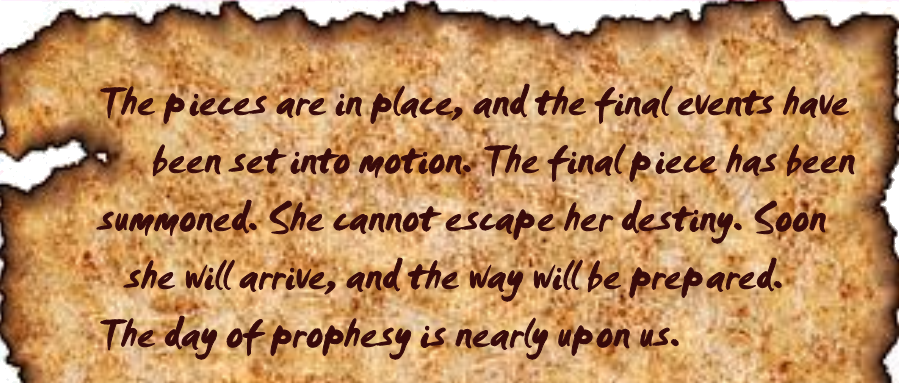 The pieces are in place, and the final events have
been set into motion. The final piece has been
summoned. She cannot escape her destiny. Soon
she will arrive, and the way will be prepared.
The day of prophesy is nearly upon us.